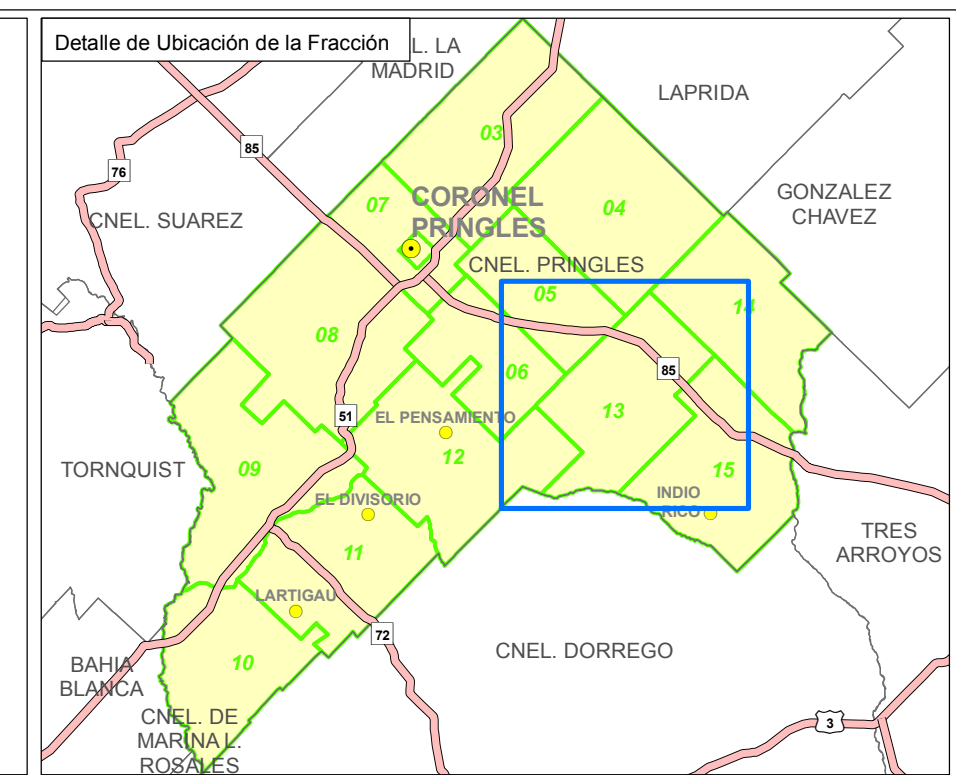 Detalle de Ubicación de la Fracción
L. LA
MADRID
LAPRIDA
03
85
76
GONZALEZ
CHAVEZ
07
CORONEL
PRINGLES
04
CNEL. SUAREZ
CNEL. PRINGLES
05
14
08
06
85
51
13
EL PENSAMIENTO
12
TORNQUIST
09
15
EL DIVISORIO
INDIO
RICO
TRES
ARROYOS
11
LARTIGAU
72
CNEL. DORREGO
10
BAHIA
BLANCA
CNEL. DE
MARINA L.
ROSALES
3